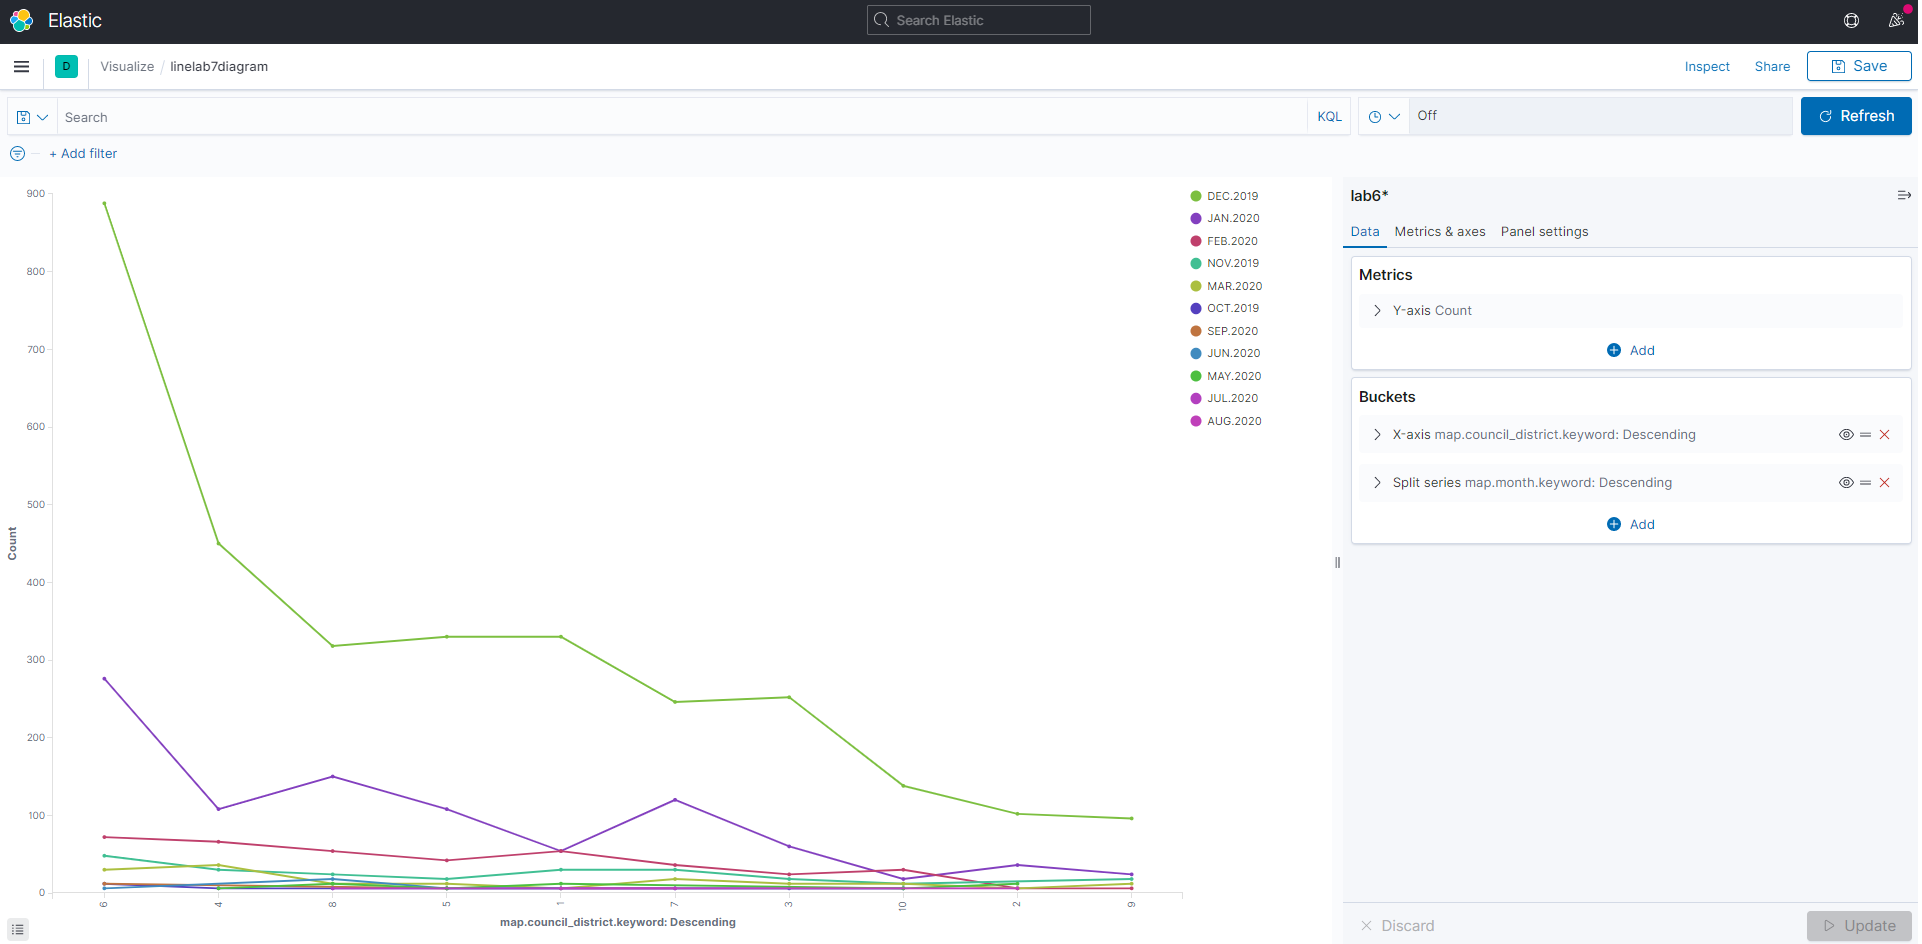 Elastic
Search Elastic
D
Visualize / linelab7diagram
Inspect Share Save
Search
KQL
Off
Refresh
+ Add filter
900
800
700
600
500
400
300
200
100
0
Count
6 4 8 5 1 7 3 10 2 9
map.council_district.keyword: Descending
DEC.2019
JAN.2020
FEB.2020
NOV.2019
MAR.2020
OCT.2019
SEP.2020
JUN.2020
MAY.2020
JUL.2020
AUG.2020
lab6*
Data Metrics & axes Panel settings
Metrics
Y-axis Count
Add
Buckets
X-axis map.council_district.keyword: Descending
Split series map.month.keyword: Descending
Add
Discard
Update